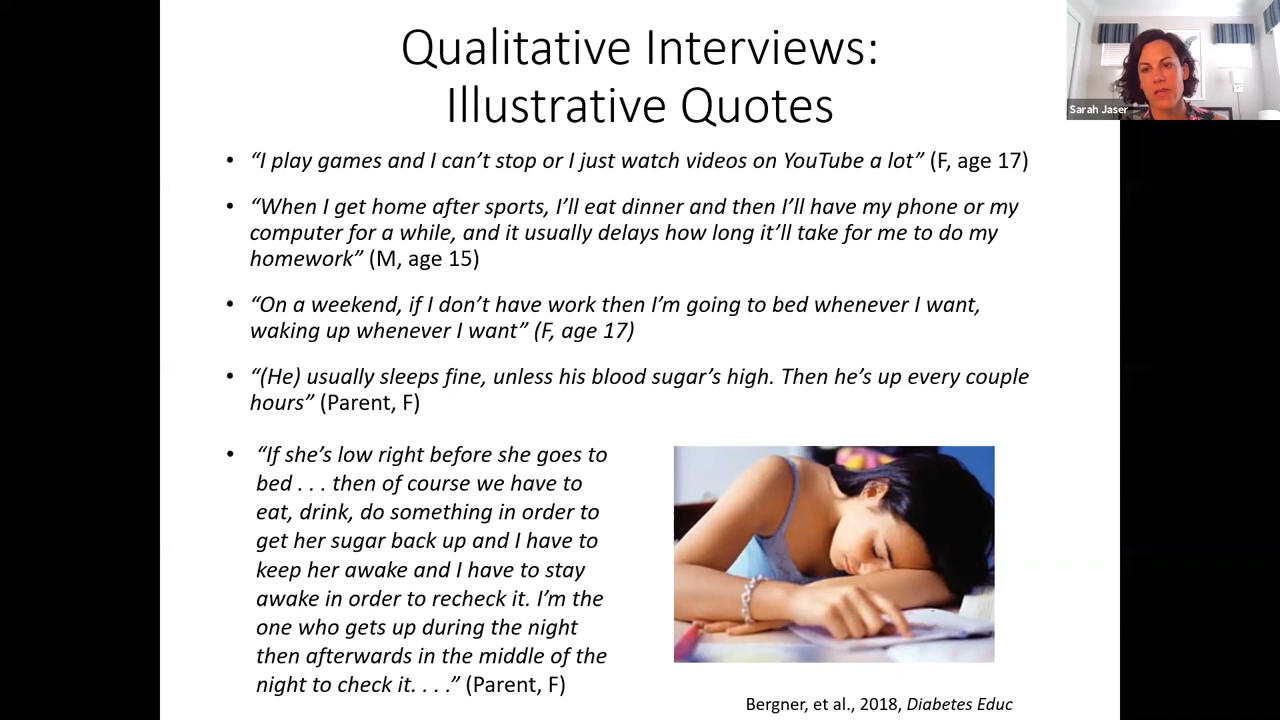 Qualitative Interviews:
Illustrative Quotes
Sarah Jaser
• “I play games and I can’t stop or I just watch videos on YouTube a lot” (F, age 17)
• “When I get home after sports, I’ll eat dinner and then I’ll have my phone or my
computer for a while, and it usually delays how long it’ll take for me to do my
homework” (M, age 15)
• “On a weekend, if I don’t have work then I’m going to bed whenever I want,
waking up whenever I want” (F, age 17)
• “(He) usually sleeps fine, unless his blood sugar’s high. Then he’s up every couple
hours” (Parent, F)
• “If she’s low right before she goes to
bed . . . then of course we have to
eat, drink, do something in order to
get her sugar back up and I have to
keep her awake and I have to stay
awake in order to recheck it. I’m the
one who gets up during the night
then afterwards in the middle of the
night to check it. . . .” (Parent, F)
Bergner, et al., 2018, Diabetes Educ